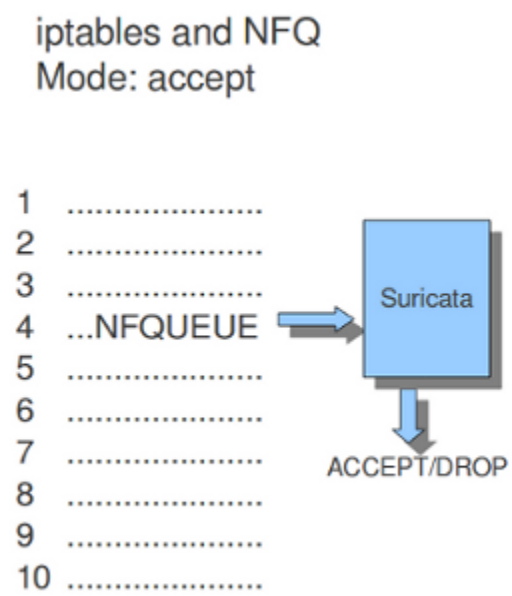 iptables and NFQ
Mode: accept
1 .....................
2 .....................
3 .....................
4 ...NFQUEUE
5 .....................
6 .....................
7 .....................
8 .....................
9 .....................
10 .....................
Suricata
ACCEPT/DROP